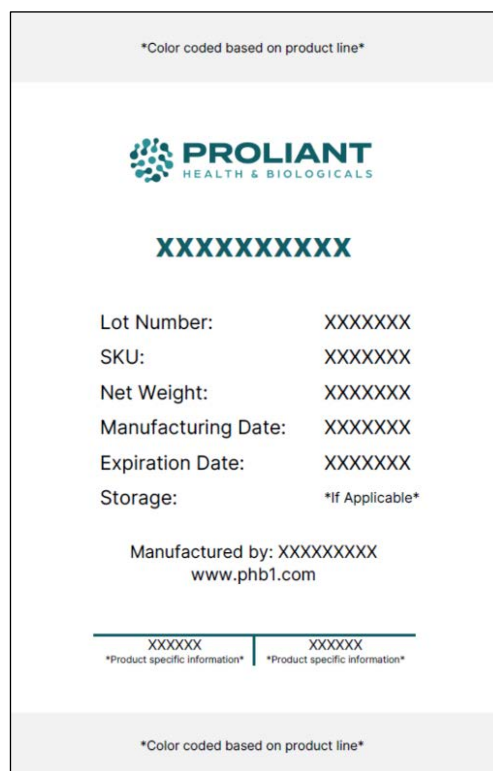 *Color coded based on product line*
PROLIANT
HEALTH & BIOLOGICALS
XXXXXXXXXX
Lot Number: XXXXXXX
SKU: XXXXXXX
Net Weight: XXXXXXX
Manufacturing Date: XXXXXXX
Expiration Date: XXXXXXX
Storage: *If Applicable*
Manufactured by: XXXXXXXXX
www.phb1.com
XXXXXX XXXXXX
*Product specific information* *Product specific information*
*Color coded based on product line*